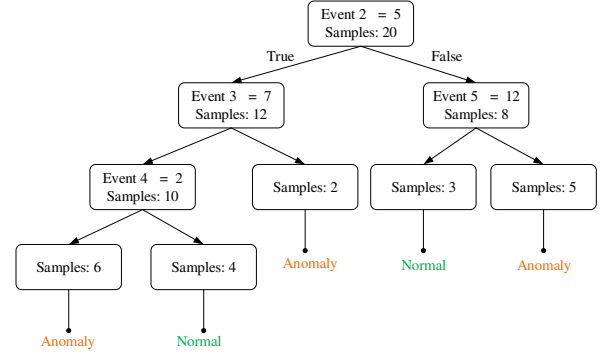 Event 2 = 5
Samples: 20
True
False
Event 3 = 7
Samples: 12
Event 5 = 12
Samples: 8
Event 4 = 2
Samples: 10
Samples: 2
Samples: 3
Samples: 5
Samples: 6
Samples: 4
Anomaly
Normal
Anomaly
Anomaly
Normal